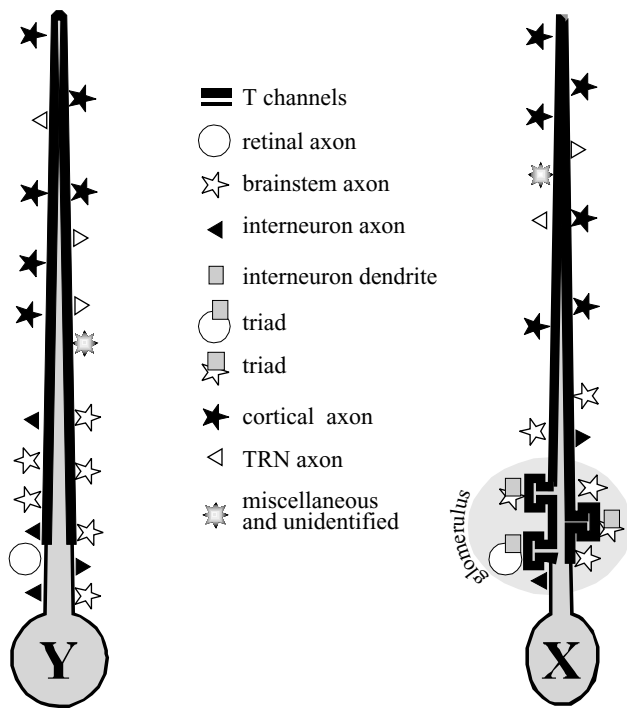 T channels
retinal axon
brainstem axon
interneuron axon
interneuron dendrite
triad
triad
cortical axon
TRN axon
miscellaneous
and unidentified
glomerulus
Y
X